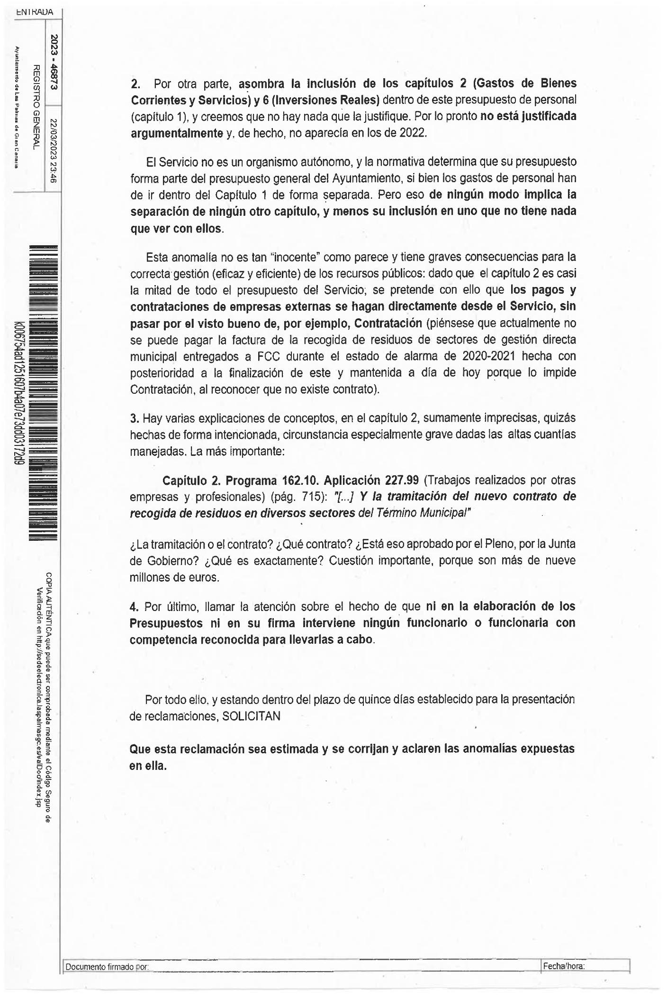 ENTRADA
2023 - 46873
22/03/2023 23:46
REGISTRO GENERAL
Ayuntamiento de Las Palmas de Gran Canaria
2. Por otra parte, asombra la inclusión de los capítulos 2 (Gastos de Bienes
Corrientes y Servicios) y 6 (Inversiones Reales) dentro de este presupuesto de personal
(capítulo 1), y creemos que no hay nada que la justifique. Por lo pronto no está justificada
argumentalmente y, de hecho, no aparecía en los de 2022.
El Servicio no es un organismo autónomo, y la normativa determina que su presupuesto
forma parte del presupuesto general del Ayuntamiento, si bien los gastos de personal han
de ir dentro del Capítulo 1 de forma separada. Pero eso de ningún modo implica la
separación de ningún otro capítulo, y menos su inclusión en uno que no tiene nada
que ver con ellos.
Esta anomalía no es tan "inocente" como parece y tiene graves consecuencias para la
correcta gestión (eficaz y eficiente) de los recursos públicos: dado que el capítulo 2 es casi
la mitad de todo el presupuesto del Servicio, se pretende con ello que los pagos y
contrataciones de empresas externas se hagan directamente desde el Servicio, sin
pasar por el visto bueno de, por ejemplo, Contratación (piénsese que actualmente no
se puede pagar la factura de la recogida de residuos de sectores de gestión directa
municipal entregados a FCC durante el estado de alarma de 2020-2021 hecha con
posterioridad a la finalización de este y mantenida a día de hoy porque lo impide
Contratación, al reconocer que no existe contrato).
3. Hay varias explicaciones de conceptos, en el capítulo 2, sumamente imprecisas, quizás
hechas de forma intencionada, circunstancia especialmente grave dadas las altas cuantías
manejadas. La más importante:
Capítulo 2. Programa 162.10. Aplicación 227.99 (Trabajos realizados por otras
empresas y profesionales) (pág. 715): "[...] Y la tramitación del nuevo contrato de
recogida de residuos en diversos sectores del Término Municipal"
¿La tramitación o el contrato? ¿Qué contrato? ¿Está eso aprobado por el Pleno, por la Junta
de Gobierno? ¿Qué es exactamente? Cuestión importante, porque son más de nueve
millones de euros.
4. Por último, llamar la atención sobre el hecho de que ni en la elaboración de los
Presupuestos ni en su firma interviene ningún funcionario o funcionaria con
competencia reconocida para llevarlas a cabo.
Por todo ello, y estando dentro del plazo de quince días establecido para la presentación
de reclamaciones, SOLICITAN
Que esta reclamación sea estimada y se corrijan y aclaren las anomalías expuestas
en ella.
k006754ad1251607b4a07e73dd03172d9
COPIA AUTÉNTICA que puede ser comprobada mediante el Código Seguro de
Verificación en http://sedeelectronica.laspalmasgc.es/valDoc/index.jsp
Documento firmado por:
Fecha/hora: